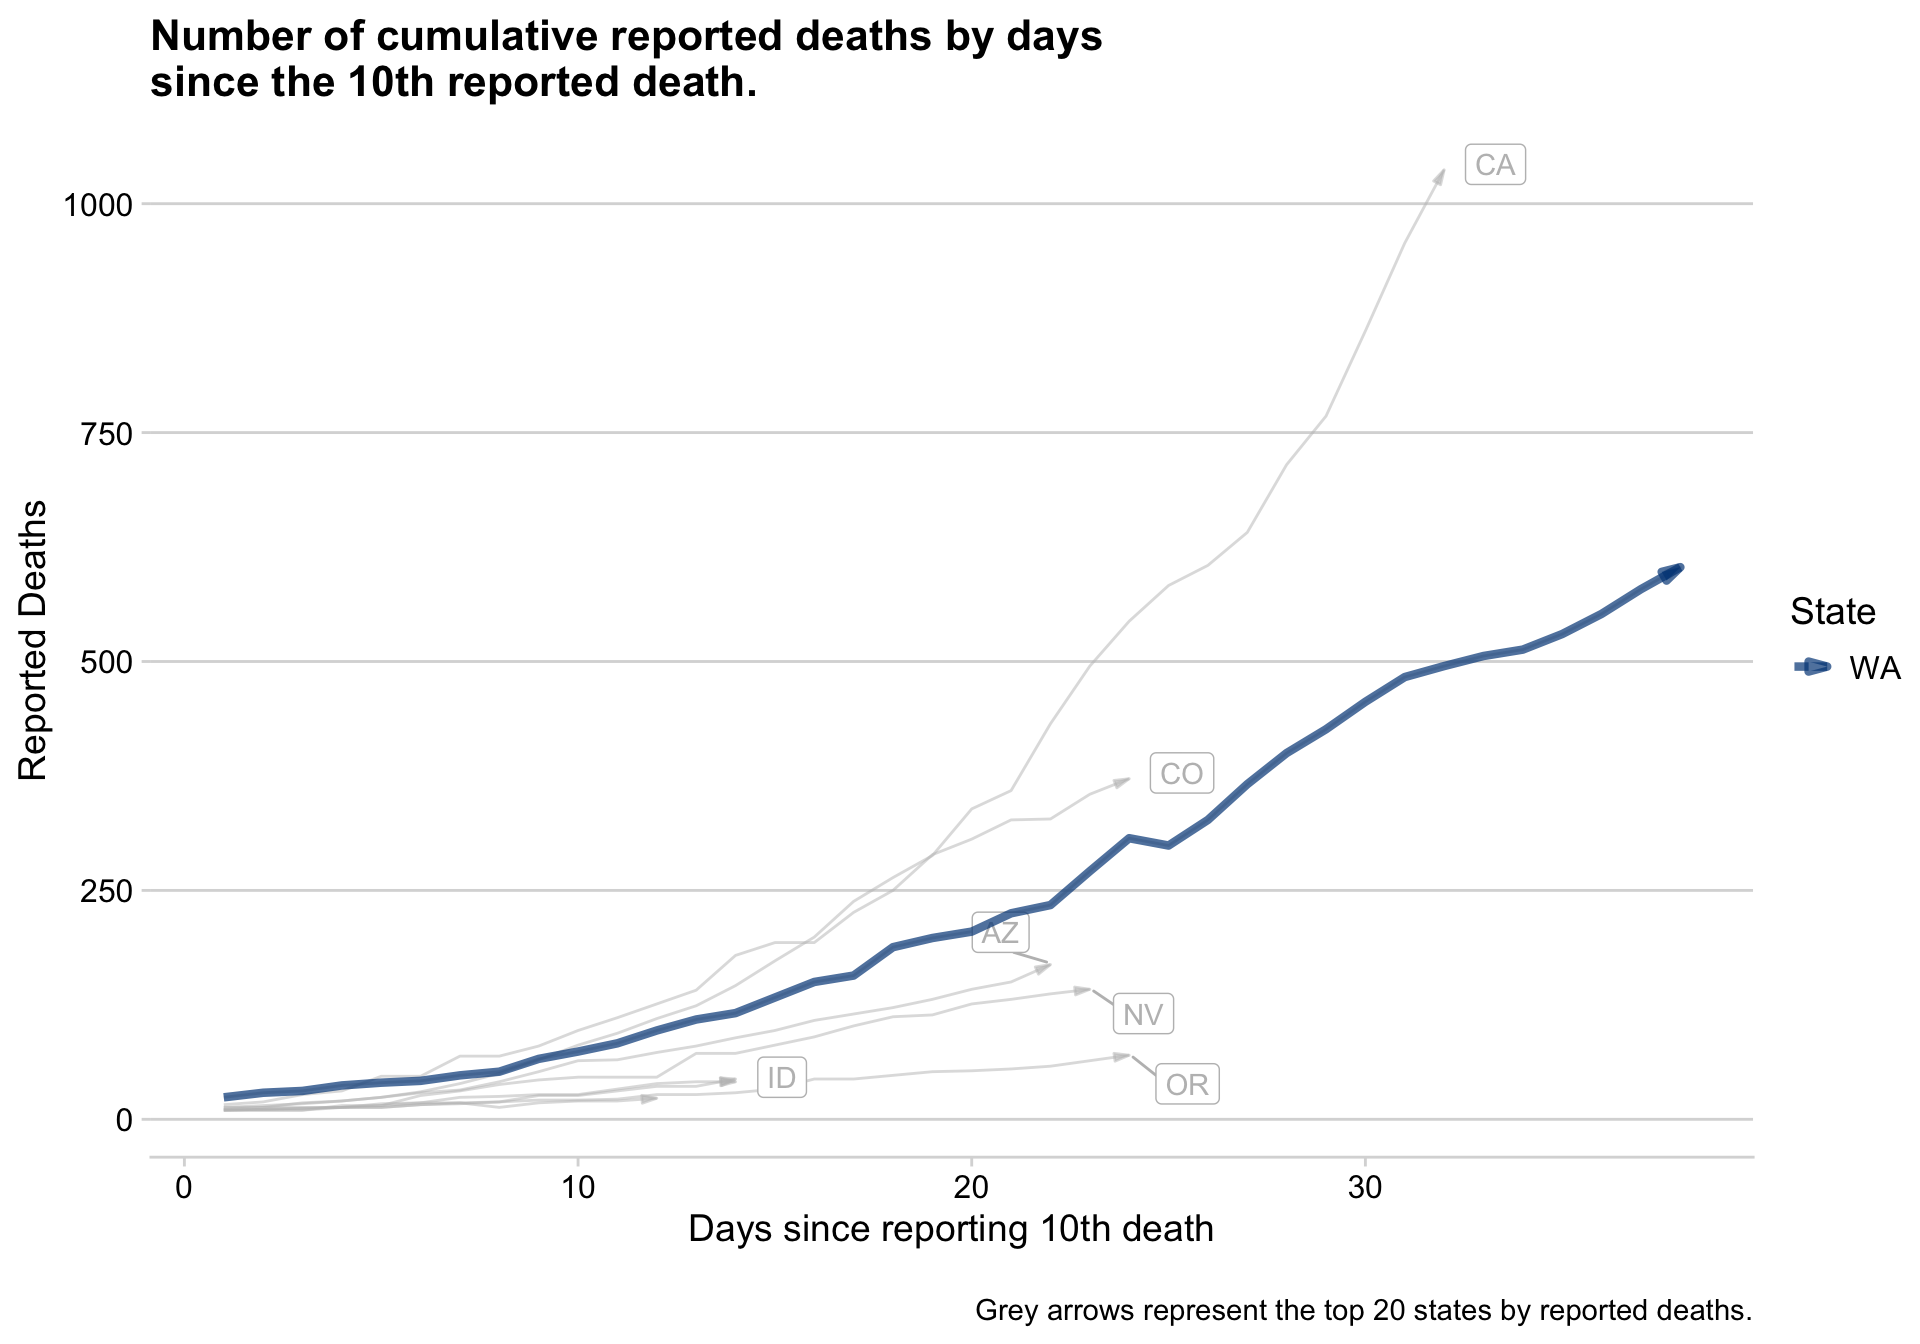 Number of cumulative reported deaths by days
since the 10th reported death.
CA
1000
750
Reported Deaths
State
WA
500
CO
250
AZ
NV
ID
OR
0
0 10 20 30
Days since reporting 10th death
Grey arrows represent the top 20 states by reported deaths.